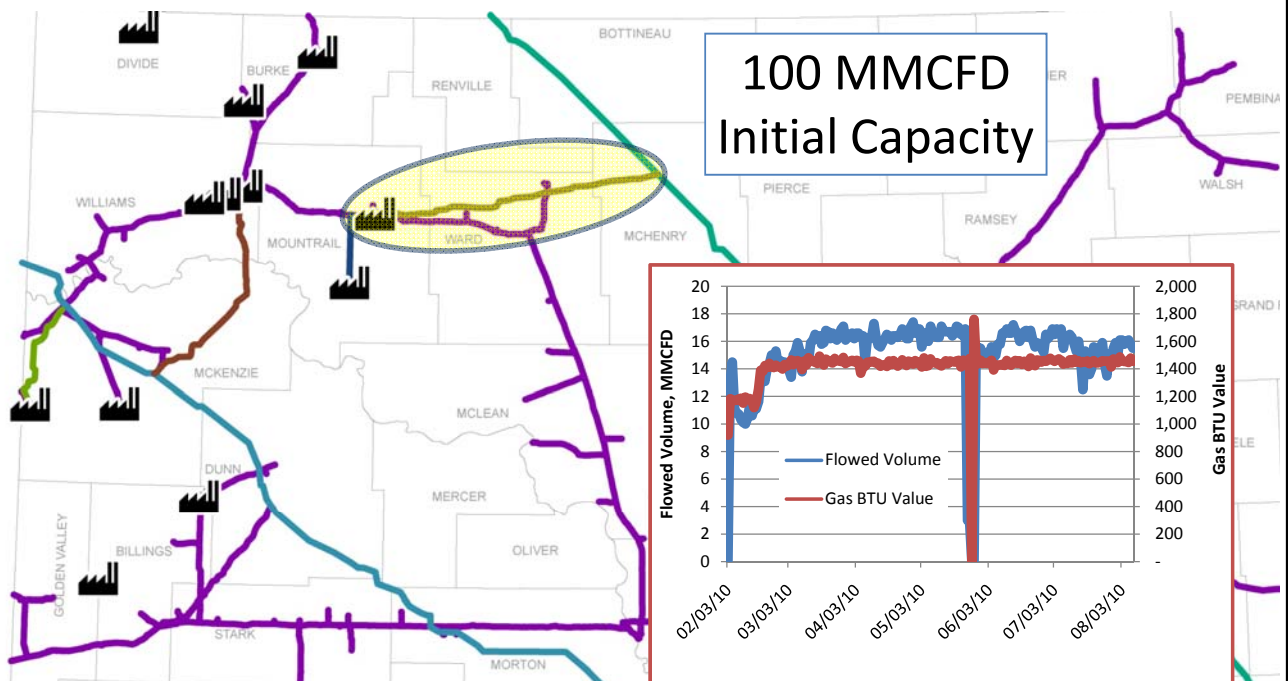 DIVIDE
BURKE
RENVILLE
BOTTINEAU
100 MMCFD
Initial Capacity
ER
PEMBINA
WILLIAMS
MOUNTRAIL
WARD
MCHENRY
PIERCE
RAMSEY
WALSH
GRAND
MCKENZIE
MCLEAN
ELE
DUNN
MERCER
GOLDEN VALLEY
BILLINGS
OLIVER
STARK
MORTON
Flowed Volume, MMCFD
20
18
16
14
12
10
8
6
4
2
0
Flowed Volume
Gas BTU Value
2,000
1,800
1,600
1,400
1,200
1,000
800
600
400
200
-
Gas BTU Value
02/03/10
03/03/10
04/03/10
05/03/10
06/03/10
07/03/10
08/03/10